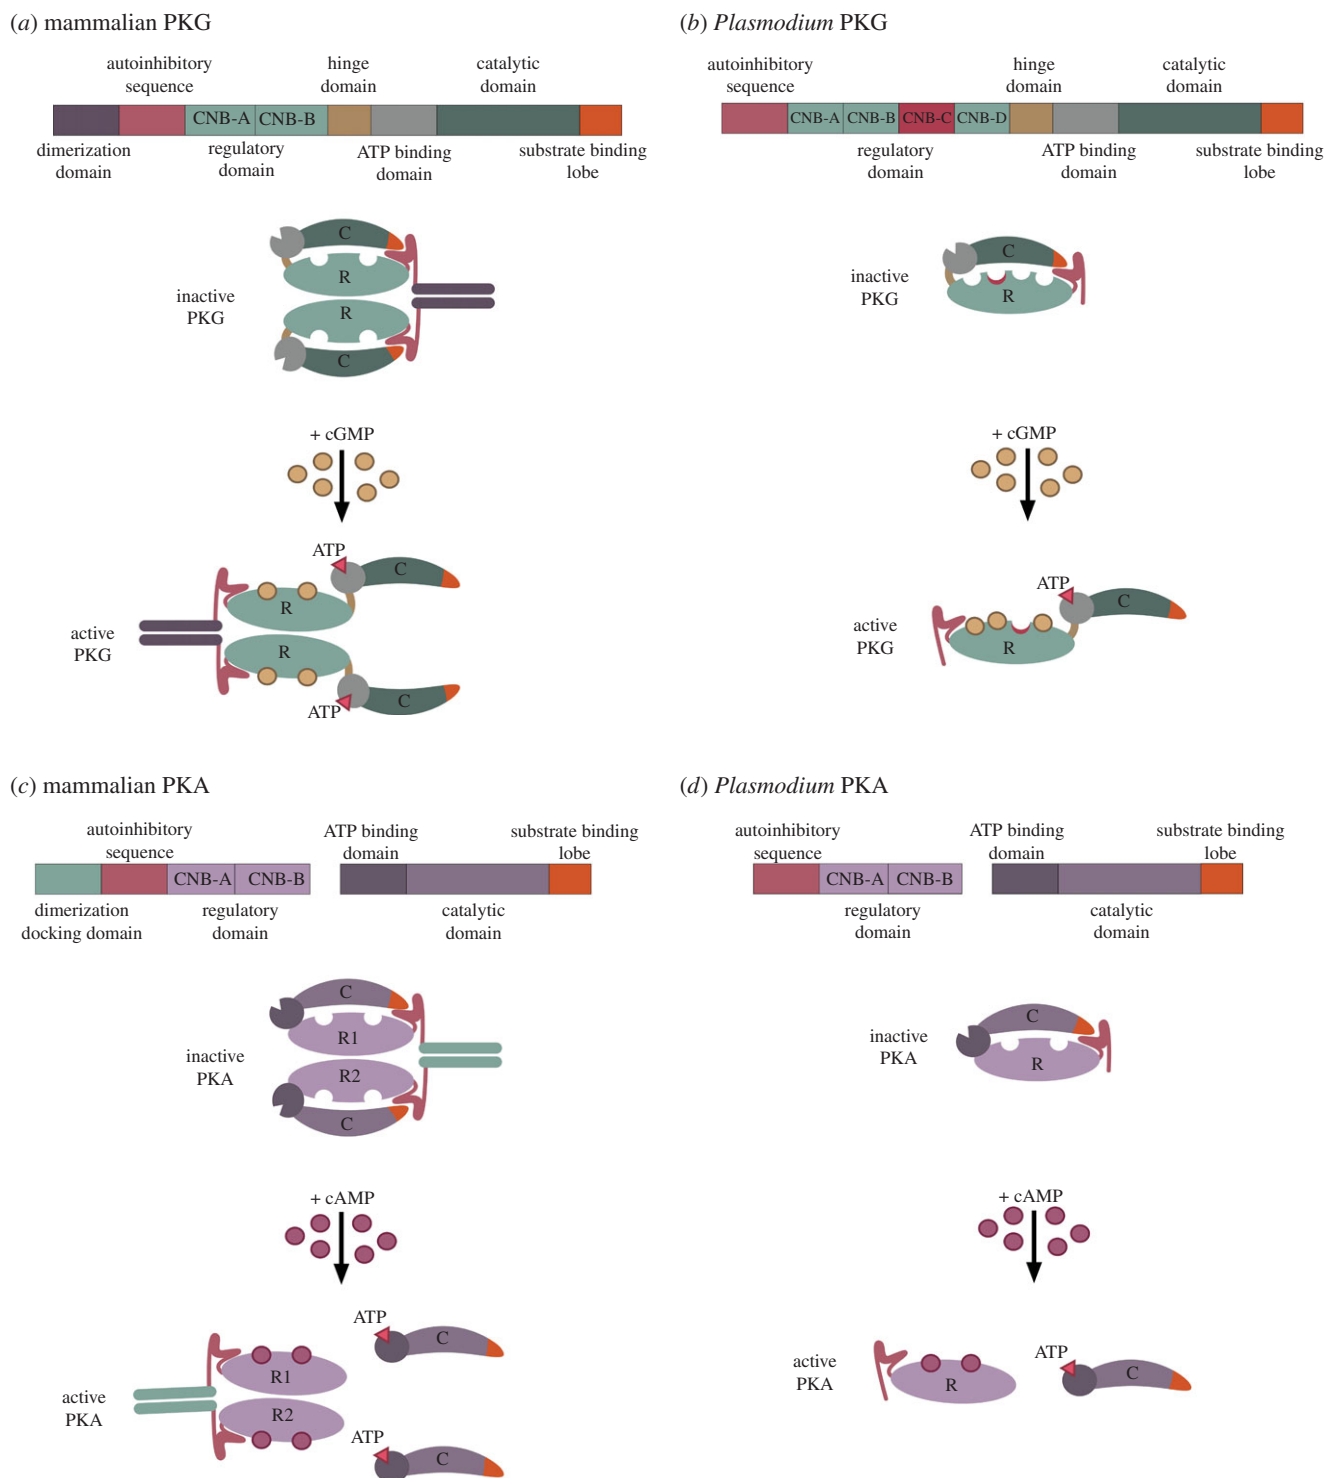 (a) mammalian PKG
autoinhibitory
sequence
hinge
domain
catalytic
domain
CNB-A
CNB-B
dimerization
domain
regulatory
domain
ATP binding
domain
substrate binding
lobe
C
R
inactive
PKG
R
C
+ cGMP
ATP
C
R
active
PKG
R
ATP
C
(b) Plasmodium PKG
autoinhibitory
sequence
hinge
domain
catalytic
domain
CNB-A
CNB-B
CNB-C
CNB-D
regulatory
domain
ATP binding
domain
substrate binding
lobe
C
inactive
PKG
R
+ cGMP
ATP
C
active
PKG
R
(c) mammalian PKA
autoinhibitory
sequence
ATP binding
domain
substrate binding
lobe
CNB-A
CNB-B
dimerization
docking domain
regulatory
domain
catalytic
domain
C
R1
inactive
PKA
R2
C
+ cAMP
ATP
C
R1
active
PKA
R2
ATP
C
(d) Plasmodium PKA
autoinhibitory
sequence
ATP binding
domain
substrate binding
lobe
CNB-A
CNB-B
regulatory
domain
catalytic
domain
C
inactive
PKA
R
+ cAMP
ATP
active
PKA
R
C